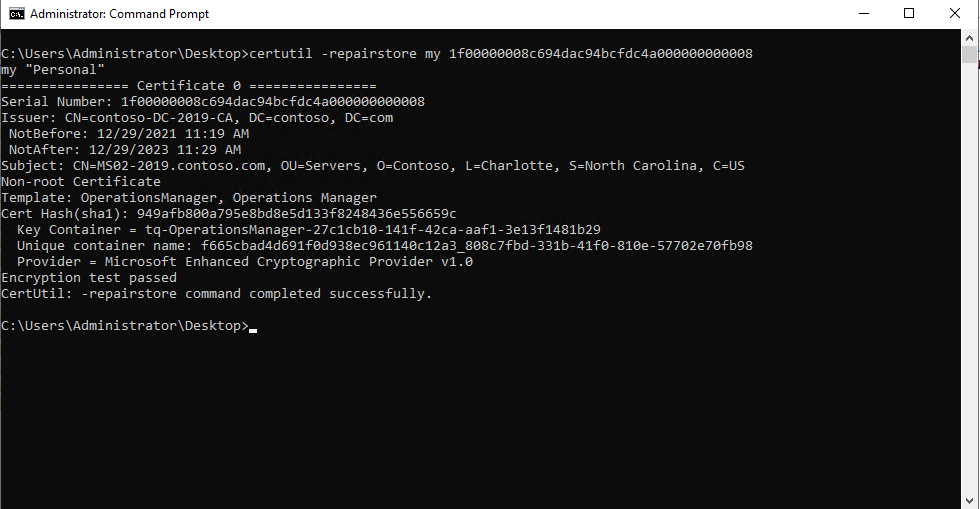 Administrator: Command Prompt
C:\Users\Administrator\Desktop>certutil -repairstore my 1f00000008c694dac94bcfdc4a000000000008
my "Personal"
================ Certificate 0 ================
Serial Number: 1f00000008c694dac94bcfdc4a000000000008
Issuer: CN=contoso-DC-2019-CA, DC=contoso, DC=com
 NotBefore: 12/29/2021 11:19 AM
 NotAfter: 12/29/2023 11:29 AM
Subject: CN=MS02-2019.contoso.com, OU=Servers, O=Contoso, L=Charlotte, S=North Carolina, C=US
Non-root Certificate
Template: OperationsManager, Operations Manager
Cert Hash(sha1): 949afb800a795e8bd8e5d133f8248436e556659c
  Key Container = tq-OperationsManager-27c1cb10-141f-42ca-aaf1-3e13f1481b29
  Unique container name: f665cbad4d691f0d938ec961140c12a3_808c7fbd-331b-41f0-810e-57702e70fb98
  Provider = Microsoft Enhanced Cryptographic Provider v1.0
Encryption test passed
CertUtil: -repairstore command completed successfully.
C:\Users\Administrator\Desktop>